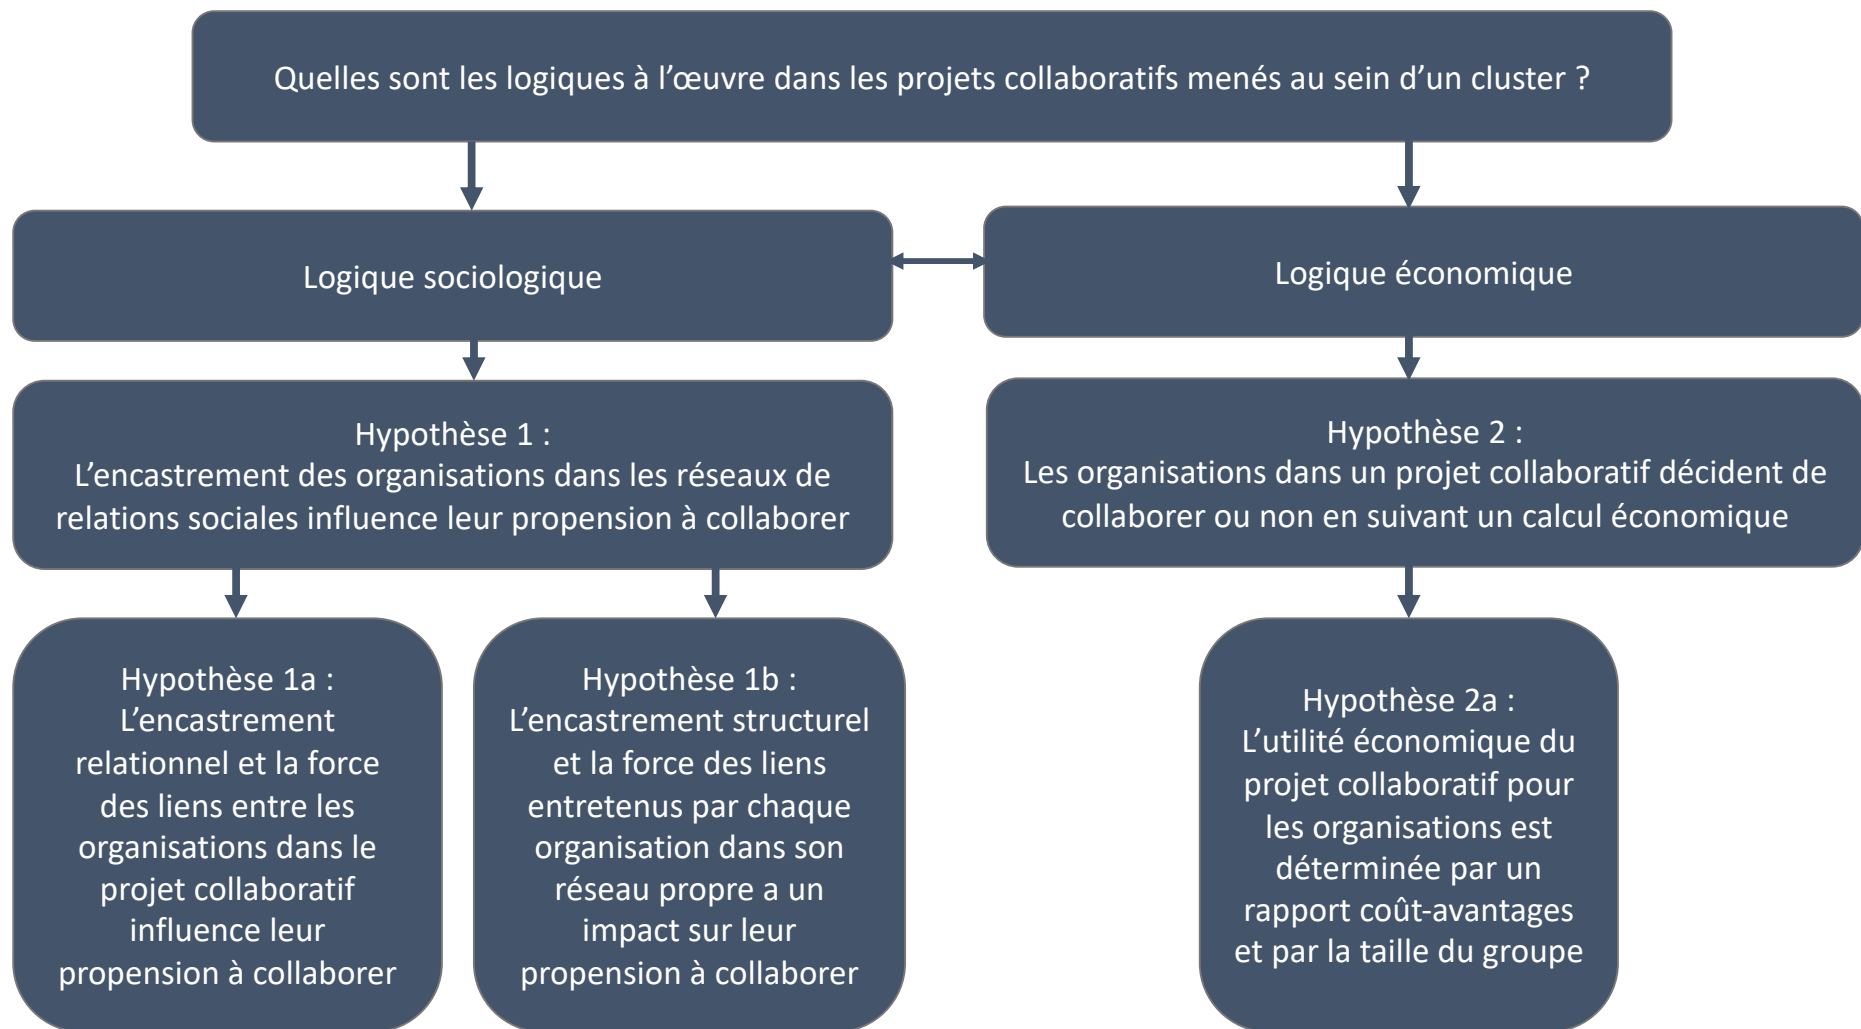 Quelles sont les logiques à l’œuvre dans les projets collaboratifs menés au sein d’un cluster ?
Logique sociologique
Logique économique
Hypothèse 1 :
L’encastrement des organisations dans les réseaux de
relations sociales influence leur propension à collaborer
Hypothèse 2 :
Les organisations dans un projet collaboratif décident de
collaborer ou non en suivant un calcul économique
Hypothèse 1a :
L’encastrement
relationnel et la force
des liens entre les
organisations dans le
projet collaboratif
influence leur
propension à collaborer
Hypothèse 1b :
L’encastrement structurel
et la force des liens
entretenus par chaque
organisation dans son
réseau propre a un
impact sur leur
propension à collaborer
Hypothèse 2a :
L’utilité économique du
projet collaboratif pour
les organisations est
déterminée par un
rapport coût-avantages
et par la taille du groupe